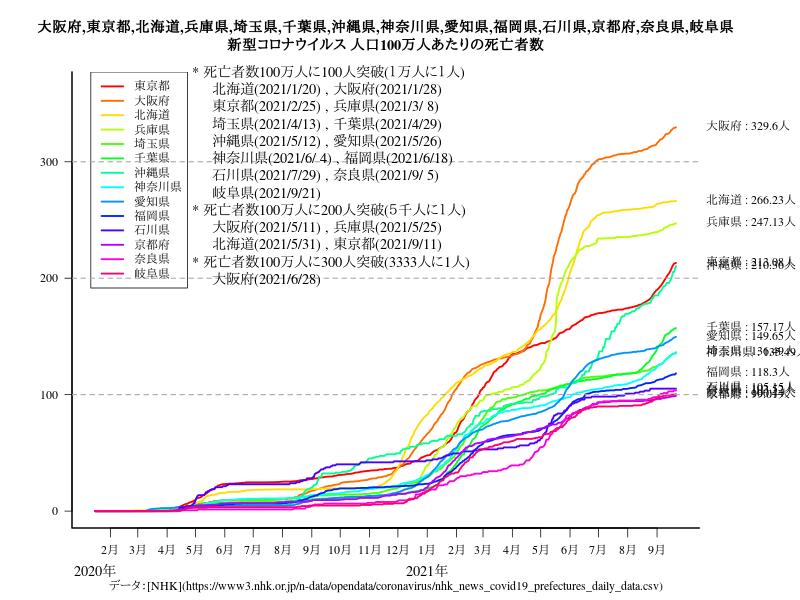 大阪府,東京都,北海道,兵庫県,埼玉県,千葉県,沖縄県,神奈川県,愛知県,福岡県,石川県,京都府,奈良県,岐阜県
新型コロナウイルス 人口100万人あたりの死亡者数
* 死亡者数100万人に100人突破(1万人に1人)
北海道(2021/1/20) , 大阪府(2021/1/28)
東京都(2021/2/25) , 兵庫県(2021/3/ 8)
埼玉県(2021/4/13) , 千葉県(2021/4/29)
沖縄県(2021/5/12) , 愛知県(2021/5/26)
神奈川県(2021/6/ 4) , 福岡県(2021/6/18)
石川県(2021/7/29) , 奈良県(2021/9/ 5)
岐阜県(2021/9/21)
* 死亡者数100万人に200人突破(5千人に1人)
大阪府(2021/5/11) , 兵庫県(2021/5/25)
北海道(2021/5/31) , 東京都(2021/9/11)
* 死亡者数100万人に300人突破(3333人に1人)
大阪府(2021/6/28)
東京都
大阪府
北海道
兵庫県
埼玉県
千葉県
沖縄県
神奈川県
愛知県
福岡県
石川県
京都府
奈良県
岐阜県
大阪府 : 329.6人
北海道 : 266.23人
兵庫県 : 247.13人
千葉県 : 157.17人
愛知県 : 149.65人
福岡県 : 118.3人
300
200
100
0
2月 3月 4月 5月 6月 7月 8月 9月 10月 11月 12月 1月 2月 3月 4月 5月 6月 7月 8月 9月
2020年 2021年
データ:[NHK](https://www3.nhk.or.jp/n-data/opendata/coronavirus/nhk_news_covid19_prefectures_daily_data.csv)